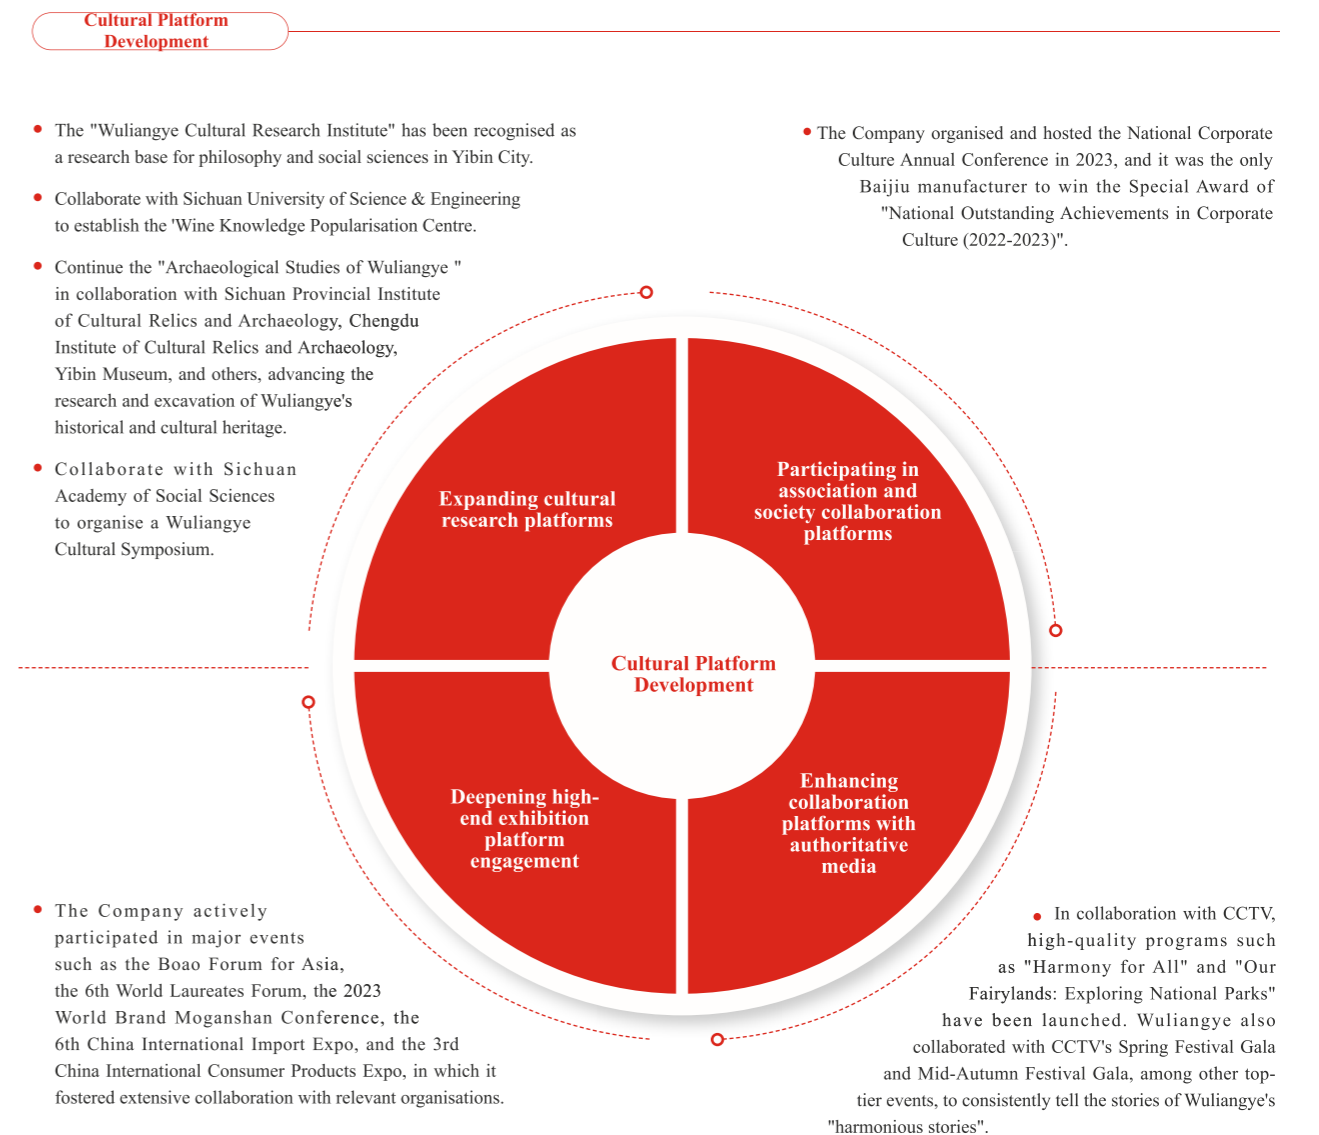 Cultural Platform
Development
• The "Wuliangye Cultural Research Institute" has been recognised as
a research base for philosophy and social sciences in Yibin City.
• Collaborate with Sichuan University of Science & Engineering
to establish the 'Wine Knowledge Popularisation Centre.
• Continue the "Archaeological Studies of Wuliangye "
in collaboration with Sichuan Provincial Institute
of Cultural Relics and Archaeology, Chengdu
Institute of Cultural Relics and Archaeology,
Yibin Museum, and others, advancing the
research and excavation of Wuliangye's
historical and cultural heritage.
• Collaborate with Sichuan
Academy of Social Sciences
to organise a Wuliangye
Cultural Symposium.
• The Company organised and hosted the National Corporate
Culture Annual Conference in 2023, and it was the only
Baijiu manufacturer to win the Special Award of
"National Outstanding Achievements in Corporate
Culture (2022-2023)".
Expanding cultural
research platforms
Participating in
association and
society collaboration
platforms
Cultural Platform
Development
Deepening high-
end exhibition
platform
engagement
Enhancing
collaboration
platforms with
authoritative
media
• The Company actively
participated in major events
such as the Boao Forum for Asia,
the 6th World Laureates Forum, the 2023
World Brand Moganshan Conference, the
6th China International Import Expo, and the 3rd
China International Consumer Products Expo, in which it
fostered extensive collaboration with relevant organisations.
• In collaboration with CCTV,
high-quality programs such
as "Harmony for All" and "Our
Fairylands: Exploring National Parks"
have been launched. Wuliangye also
collaborated with CCTV's Spring Festival Gala
and Mid-Autumn Festival Gala, among other top-
tier events, to consistently tell the stories of Wuliangye's
"harmonious stories".